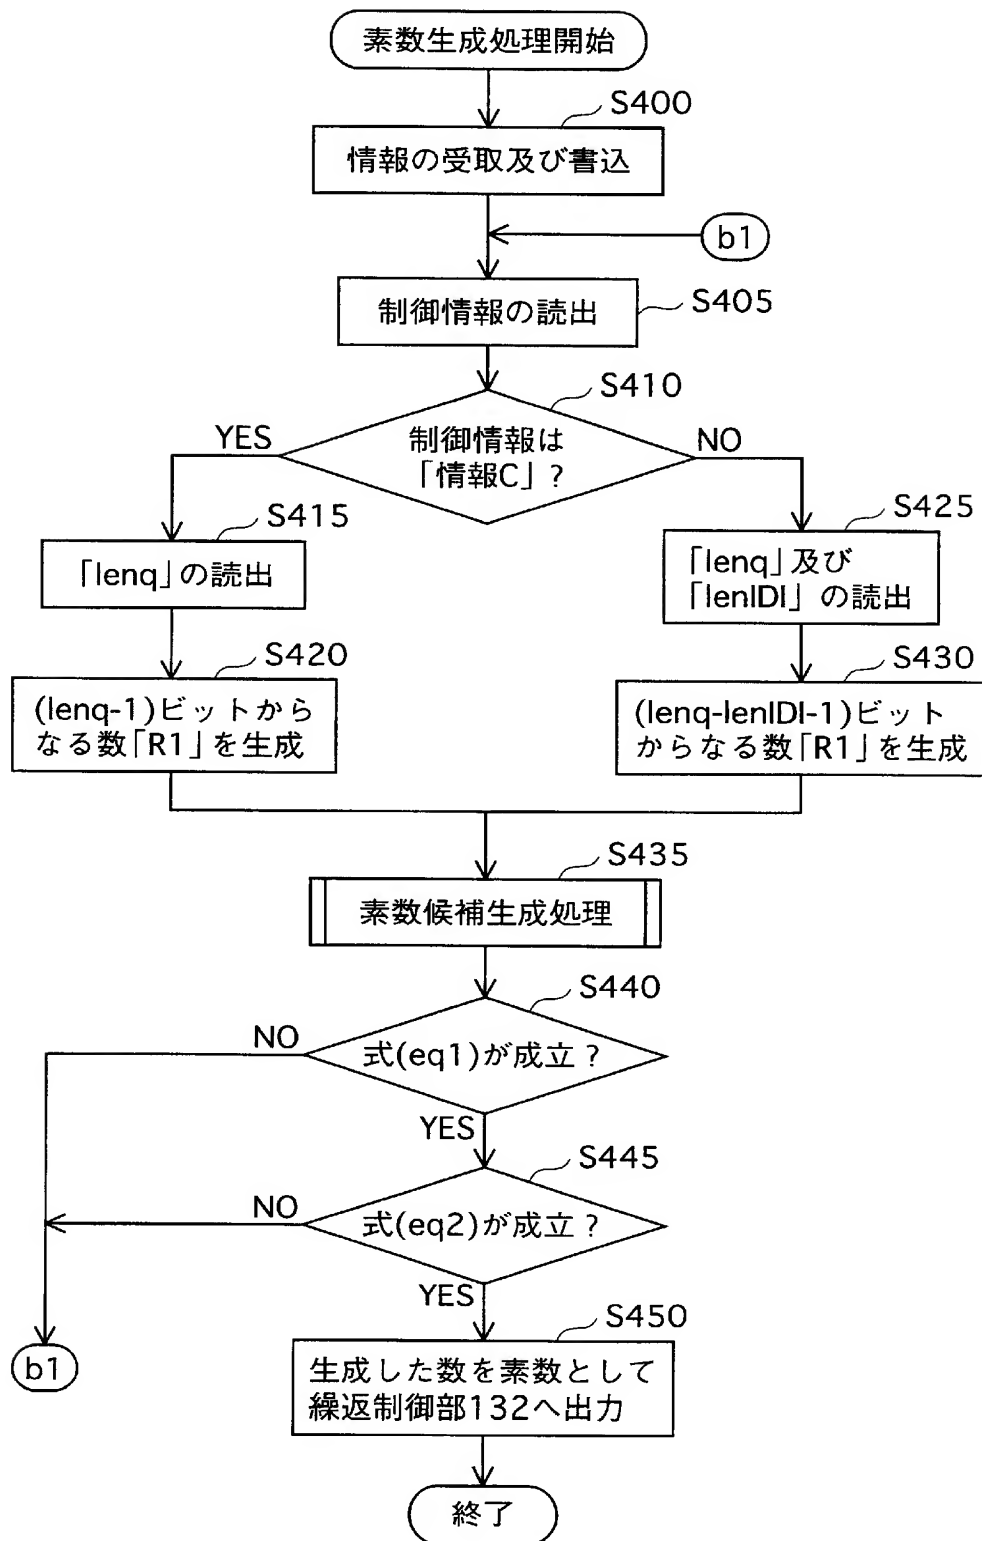 素数生成処理開始
S400
情報の受取及び書込
b1
制御情報の読出
S405
S410
制御情報は
「情報C」?
YES
NO
S415
「lenq」の読出
S425
「lenq」及び
「lenIDI」の読出
S420
(lenq-1)ビットから
なる数「R1」を生成
S430
(lenq-lenIDI-1)ビット
からなる数「R1」を生成
S435
素数候補生成処理
S440
式(eq1)が成立?
NO
YES
S445
式(eq2)が成立?
NO
YES
S450
生成した数を素数として
繰返制御部132へ出力
b1
終了